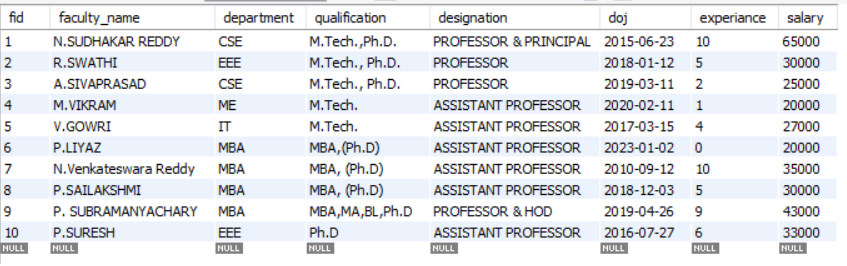 fid faculty_name department qualification designation doj experiance salary
1 N.SUDHAKAR REDDY CSE M.Tech.,Ph.D. PROFESSOR & PRINCIPAL 2015-06-23 10 65000
2 R.SWATHI EEE M.Tech., Ph.D. PROFESSOR 2018-01-12 5 30000
3 A.SIVAPRASAD CSE M.Tech., Ph.D. PROFESSOR 2019-03-11 2 25000
4 M.VIKRAM ME M.Tech. ASSISTANT PROFESSOR 2020-02-11 1 20000
5 V.GOWRI IT M.Tech. ASSISTANT PROFESSOR 2017-03-15 4 27000
6 P.LIYAZ MBA MBA,(Ph.D) ASSISTANT PROFESSOR 2023-01-02 0 20000
7 N.Venkateswara Reddy MBA MBA, (Ph.D) ASSISTANT PROFESSOR 2010-09-12 10 35000
8 P.SAILAKSHMI MBA MBA, (Ph.D) ASSISTANT PROFESSOR 2018-12-03 5 30000
9 P. SUBRAMANYACHARY MBA MBA,MA,BL,Ph.D PROFESSOR & HOD 2019-04-26 9 43000
10 P.SURESH EEE Ph.D ASSISTANT PROFESSOR 2016-07-27 6 33000
NULL NULL NULL NULL NULL NULL NULL NULL